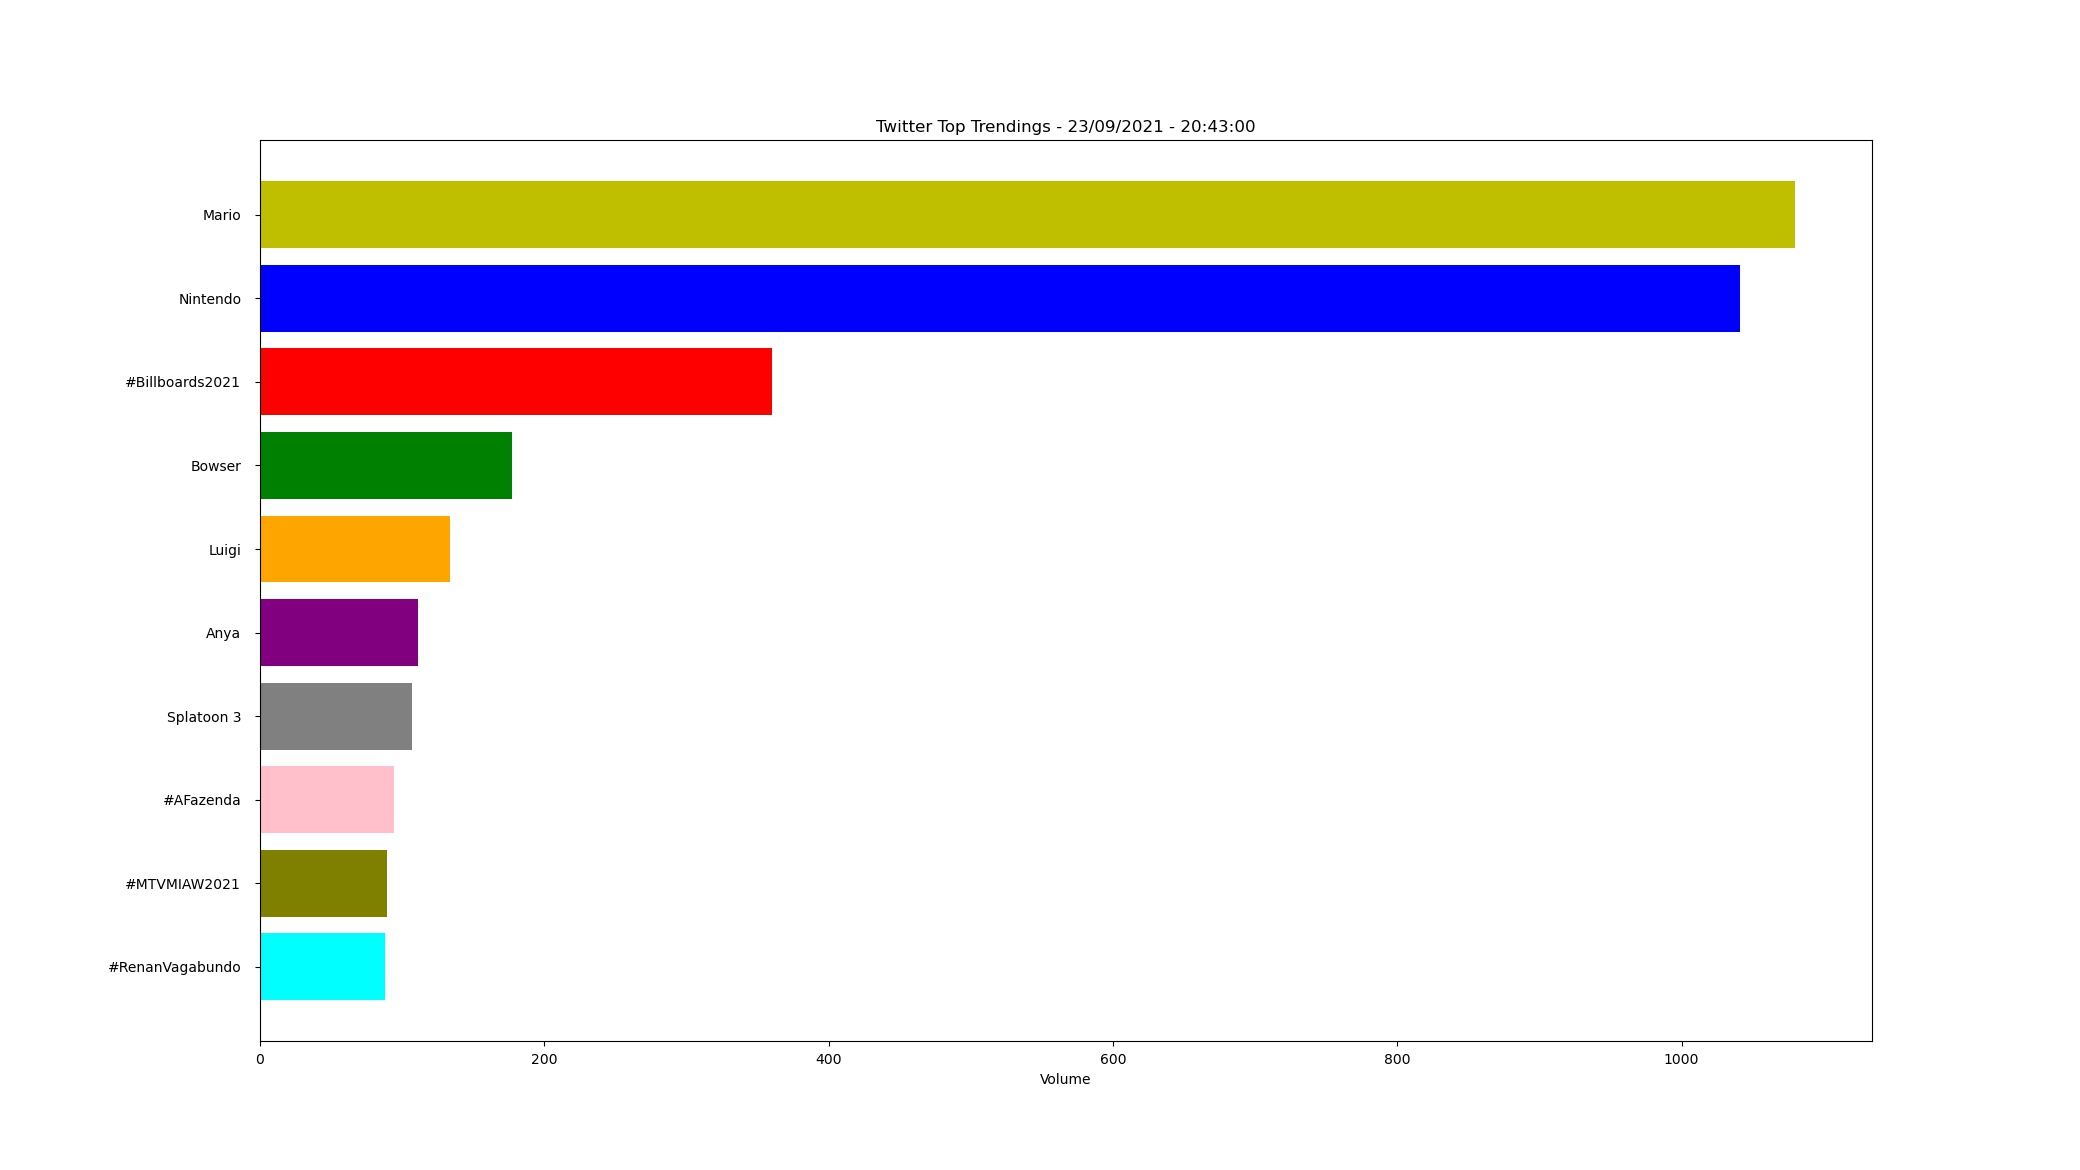 Twitter Top Trendings - 23/09/2021 - 20:43:00
Mario
Nintendo
#Billboards2021
Bowser
Luigi
Anya
Splatoon 3
#AFazenda
#MTVMIAW2021
#RenanVagabundo
0 200 400 600 800 1000
Volume